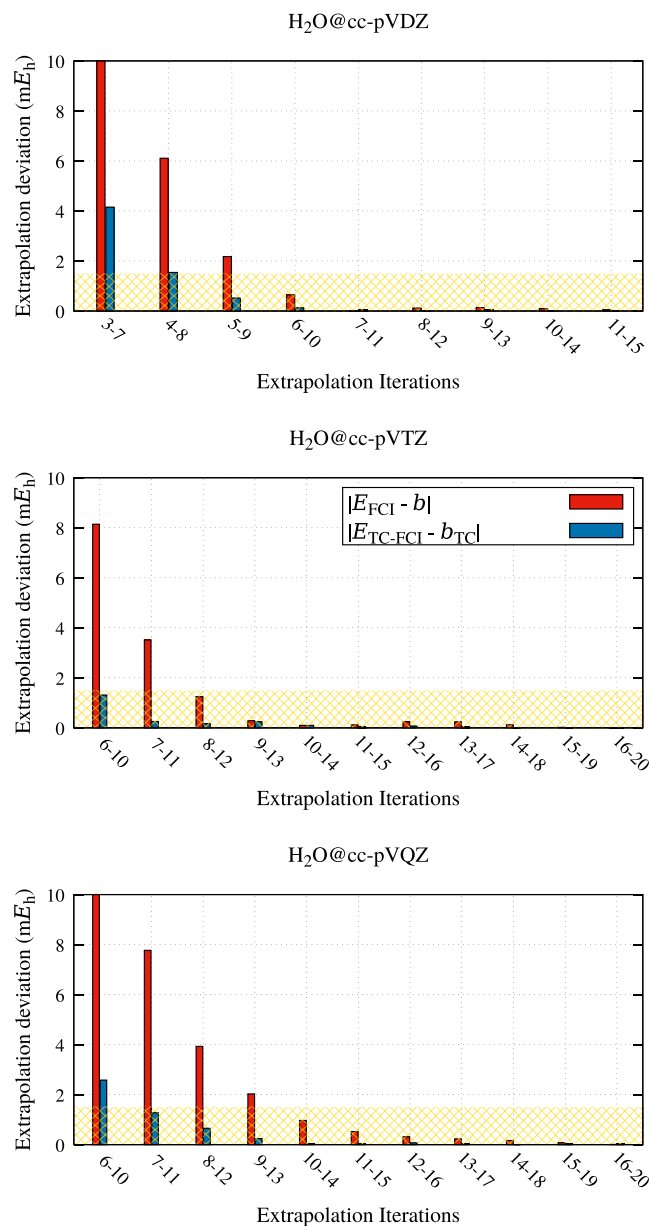 H₂O@cc-pVDZ
Extrapolation deviation (mEₕ)
10
8
6
4
2
0
3-7 4-8 5-9 6-10 7-11 8-12 9-13 10-14 11-15
Extrapolation Iterations
H₂O@cc-pVTZ
Extrapolation deviation (mEₕ)
10
8
6
4
2
0
|E_FCI - b|
|E_TC-FCI - b_TC|
6-10 7-11 8-12 9-13 10-14 11-15 12-16 13-17 14-18 15-19 16-20
Extrapolation Iterations
H₂O@cc-pVQZ
Extrapolation deviation (mEₕ)
10
8
6
4
2
0
6-10 7-11 8-12 9-13 10-14 11-15 12-16 13-17 14-18 15-19 16-20
Extrapolation Iterations